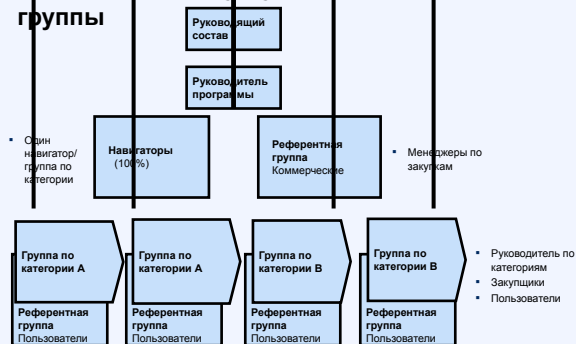 группы
Руководящий
состав
Руководитель
программы
Один
навигатор/
группа по
категории
Навигаторы
(100%)
Референтная
группа
Коммерческие
Менеджеры по
закупкам
Группа по
категории А
Группа по
категории А
Группа по
категории В
Группа по
категории В
Руководитель по
категориям
Закупщики
Пользователи
Референтная
группа
Пользователи
Референтная
группа
Пользователи
Референтная
группа
Пользователи
Референтная
группа
Пользователи